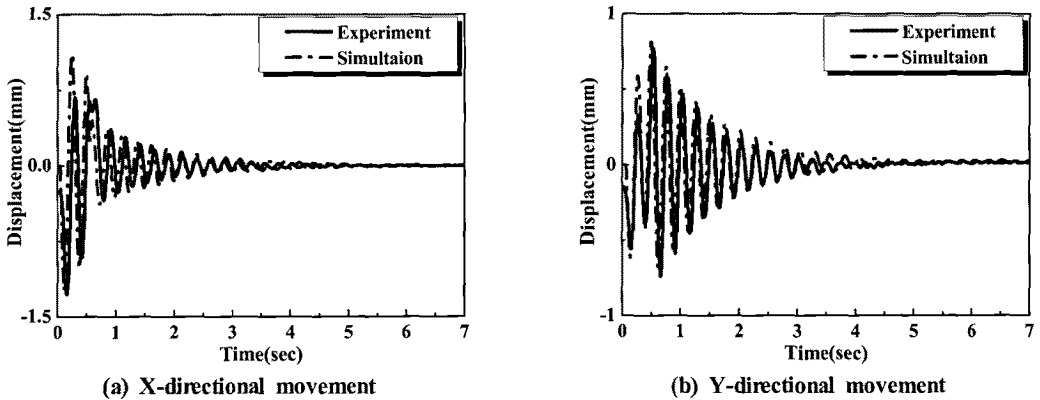 1.5
Experiment
Simultaion
Displacement(mm)
0.0
-1.5
0 1 2 3 4 5 6 7
Time(sec)
(a) X-directional movement
1
Experiment
Simultaion
Displacement(mm)
0
-1
0 1 2 3 4 5 6 7
Time(sec)
(b) Y-directional movement